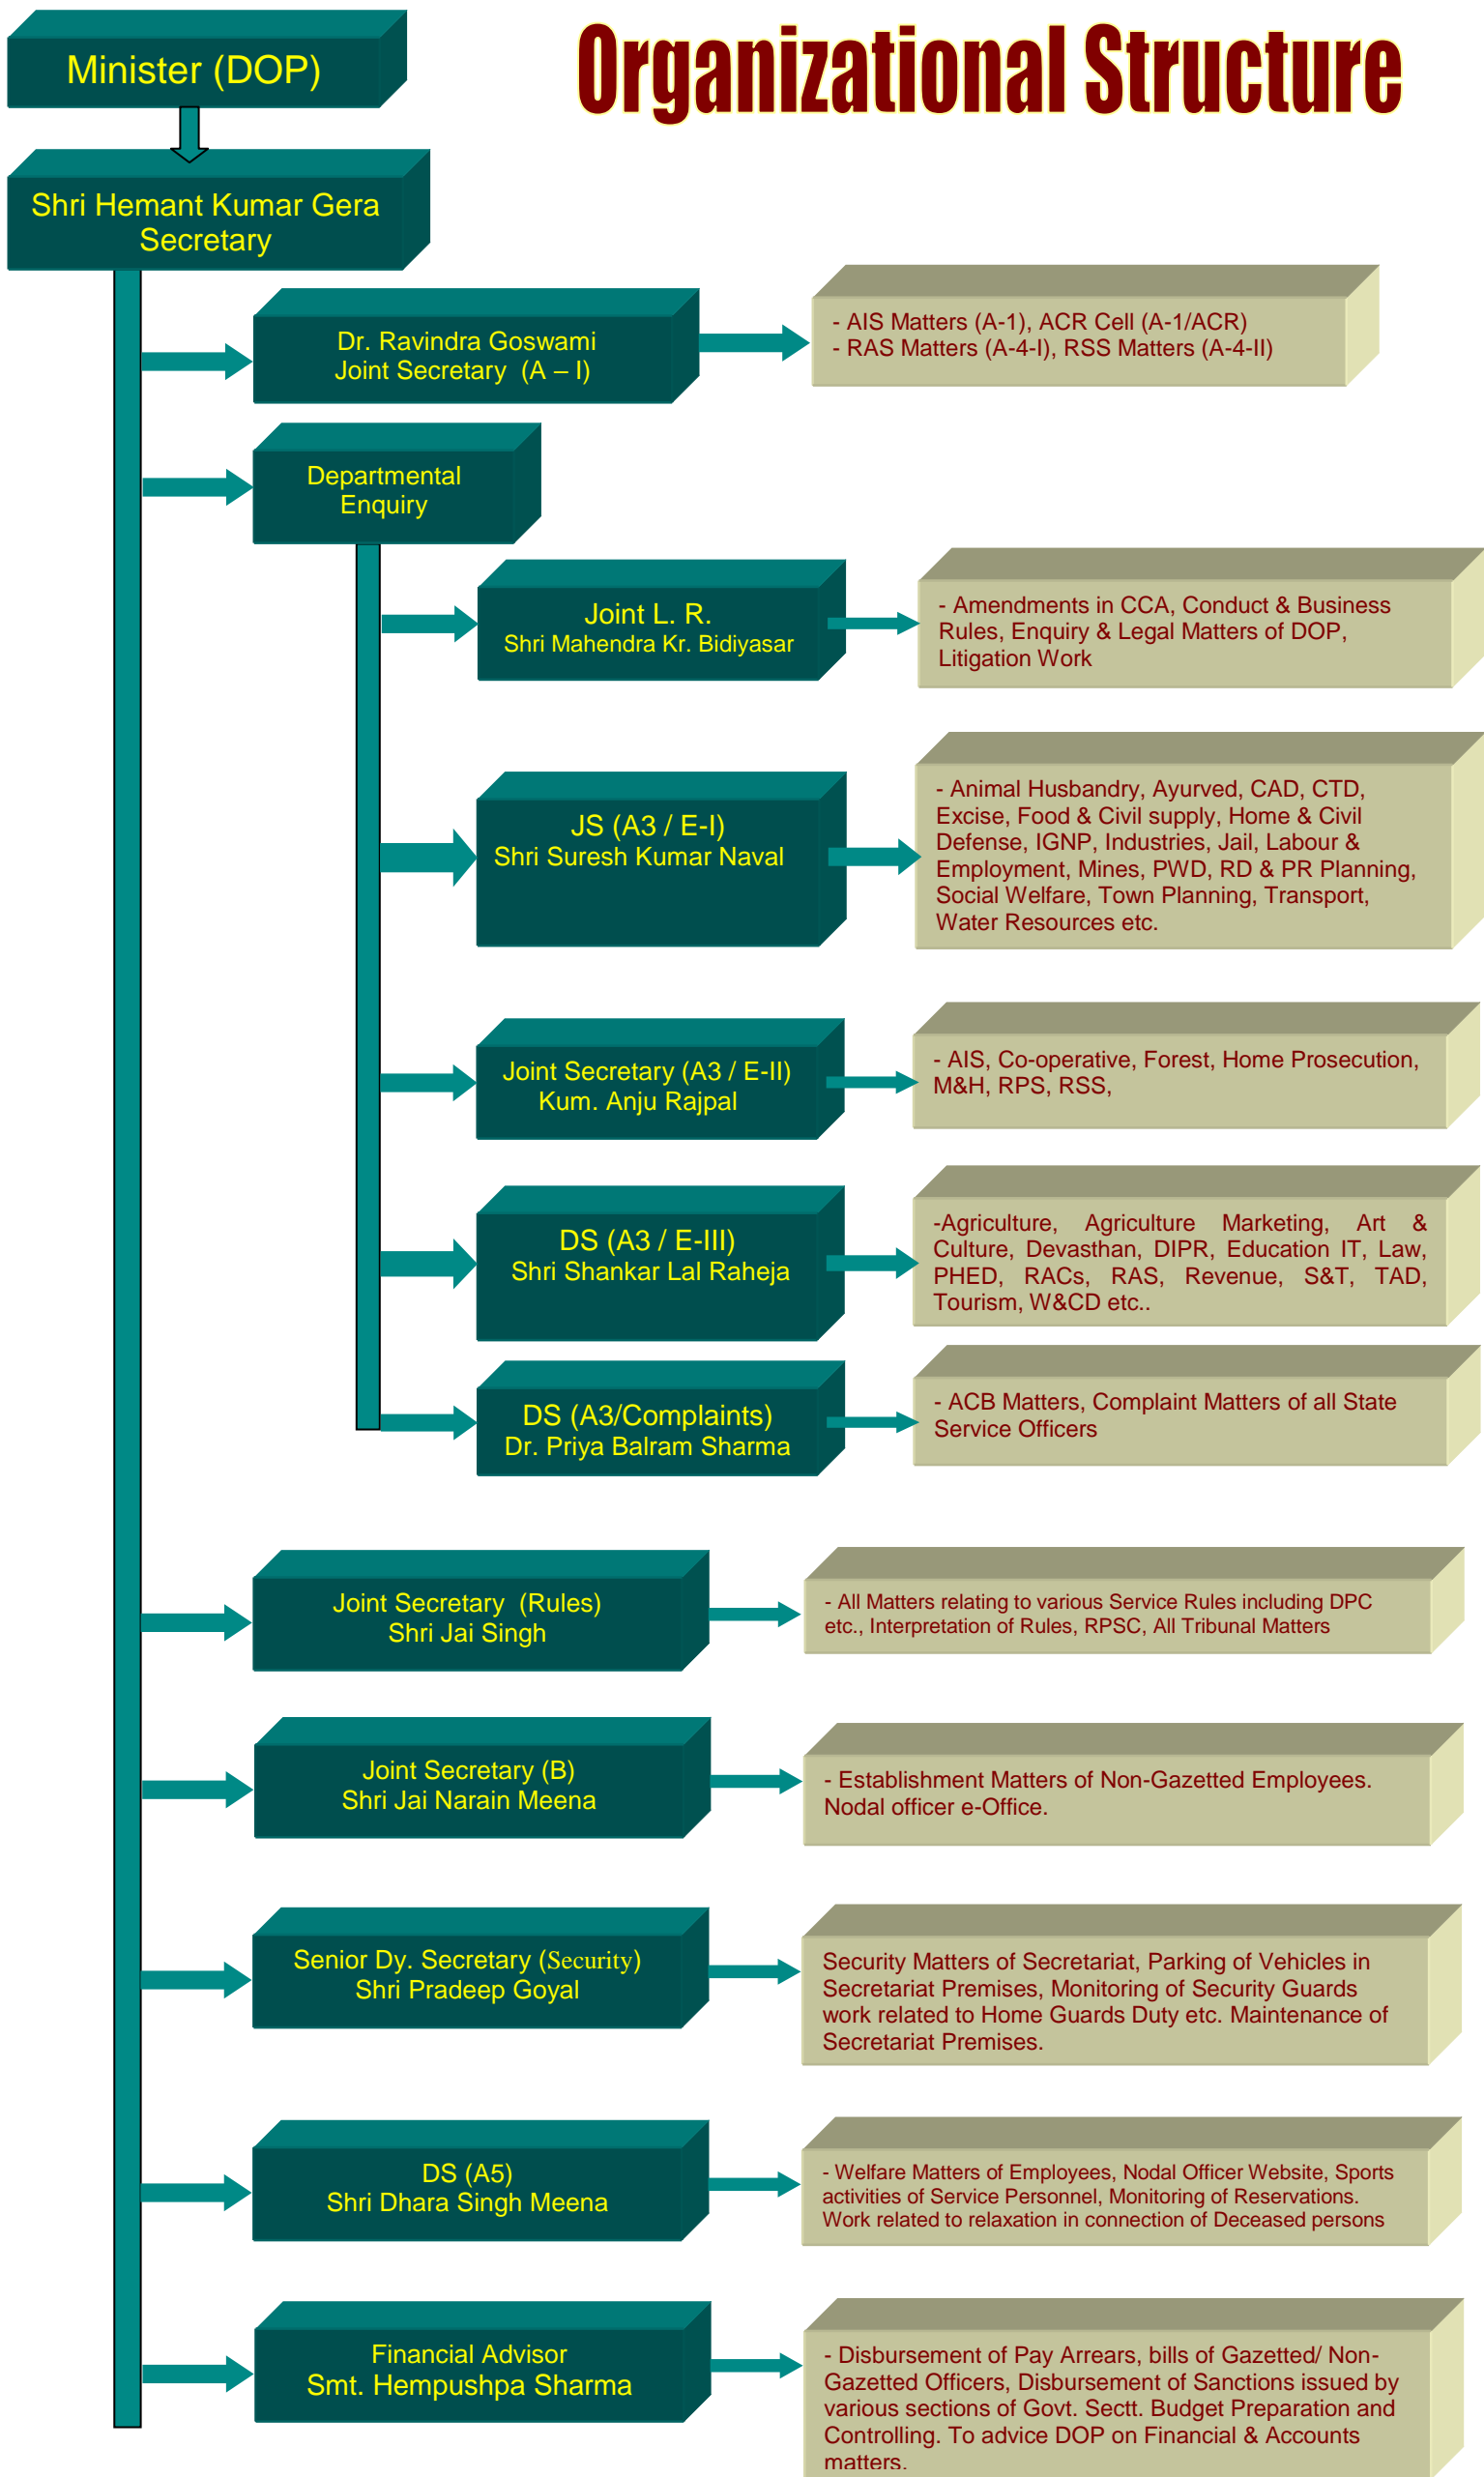 Organizational Structure
Minister (DOP)
Shri Hemant Kumar Gera
Secretary
Dr. Ravindra Goswami
Joint Secretary (A – I)
- AIS Matters (A-1), ACR Cell (A-1/ACR)
- RAS Matters (A-4-I), RSS Matters (A-4-II)
Departmental
Enquiry
Joint L. R.
Shri Mahendra Kr. Bidiyasar
- Amendments in CCA, Conduct & Business
Rules, Enquiry & Legal Matters of DOP,
Litigation Work
JS (A3 / E-I)
Shri Suresh Kumar Naval
- Animal Husbandry, Ayurved, CAD, CTD,
Excise, Food & Civil supply, Home & Civil
Defense, IGNP, Industries, Jail, Labour &
Employment, Mines, PWD, RD & PR Planning,
Social Welfare, Town Planning, Transport,
Water Resources etc.
Joint Secretary (A3 / E-II)
Kum. Anju Rajpal
- AIS, Co-operative, Forest, Home Prosecution,
M&H, RPS, RSS,
DS (A3 / E-III)
Shri Shankar Lal Raheja
-Agriculture, Agriculture Marketing, Art &
Culture, Devasthan, DIPR, Education IT, Law,
PHED, RACs, RAS, Revenue, S&T, TAD,
Tourism, W&CD etc..
DS (A3/Complaints)
Dr. Priya Balram Sharma
- ACB Matters, Complaint Matters of all State
Service Officers
Joint Secretary (Rules)
Shri Jai Singh
- All Matters relating to various Service Rules including DPC
etc., Interpretation of Rules, RPSC, All Tribunal Matters
Joint Secretary (B)
Shri Jai Narain Meena
- Establishment Matters of Non-Gazetted Employees.
Nodal officer e-Office.
Senior Dy. Secretary (Security)
Shri Pradeep Goyal
Security Matters of Secretariat, Parking of Vehicles in
Secretariat Premises, Monitoring of Security Guards
work related to Home Guards Duty etc. Maintenance of
Secretariat Premises.
DS (A5)
Shri Dhara Singh Meena
- Welfare Matters of Employees, Nodal Officer Website, Sports
activities of Service Personnel, Monitoring of Reservations.
Work related to relaxation in connection of Deceased persons
Financial Advisor
Smt. Hempushpa Sharma
- Disbursement of Pay Arrears, bills of Gazetted/ Non-
Gazetted Officers, Disbursement of Sanctions issued by
various sections of Govt. Sectt. Budget Preparation and
Controlling. To advice DOP on Financial & Accounts
matters.